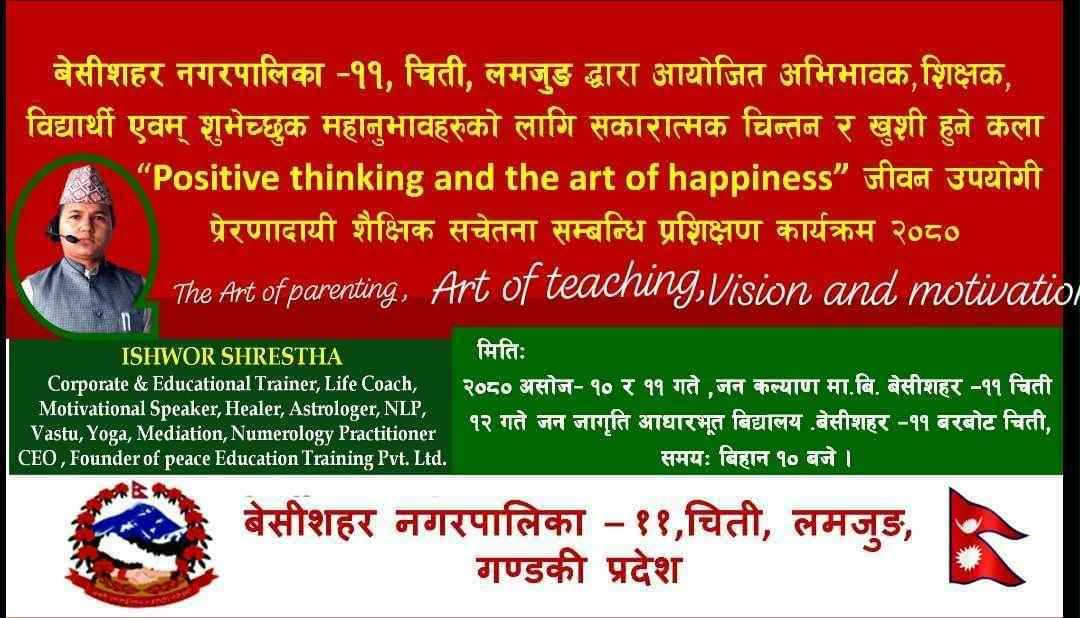 बेसीशहर नगरपालिका -११, चिती, लमजुङ द्धारा आयोजित अभिभावक,शिक्षक,
विद्यार्थी एवम् शुभेच्छुक महानुभावहरुको लागि सकारात्मक चिन्तन र खुशी हुने कला
“Positive thinking and the art of happiness” जीवन उपयोगी
प्रेरणादायी शैक्षिक सचेतना सम्बन्धि प्रशिक्षण कार्यक्रम २०८०
The Art of parenting, Art of teaching, Vision and motivation
ISHWOR SHRESTHA
Corporate & Educational Trainer, Life Coach,
Motivational Speaker, Healer, Astrologer, NLP,
Vastu, Yoga, Mediation, Numerology Practitioner
CEO , Founder of peace Education Training Pvt. Ltd.
मितिः
२०८० असोज- १० र ११ गते ,जन कल्याण मा.बि. बेसीशहर -११ चिती
१२ गते जन जागृति आधारभूत बिद्यालय .बेसीशहर -११ बरबोट चिती,
समयः बिहान १० बजे ।
बेसीशहर नगरपालिका – ११,चिती, लमजुङ,
गण्डकी प्रदेश